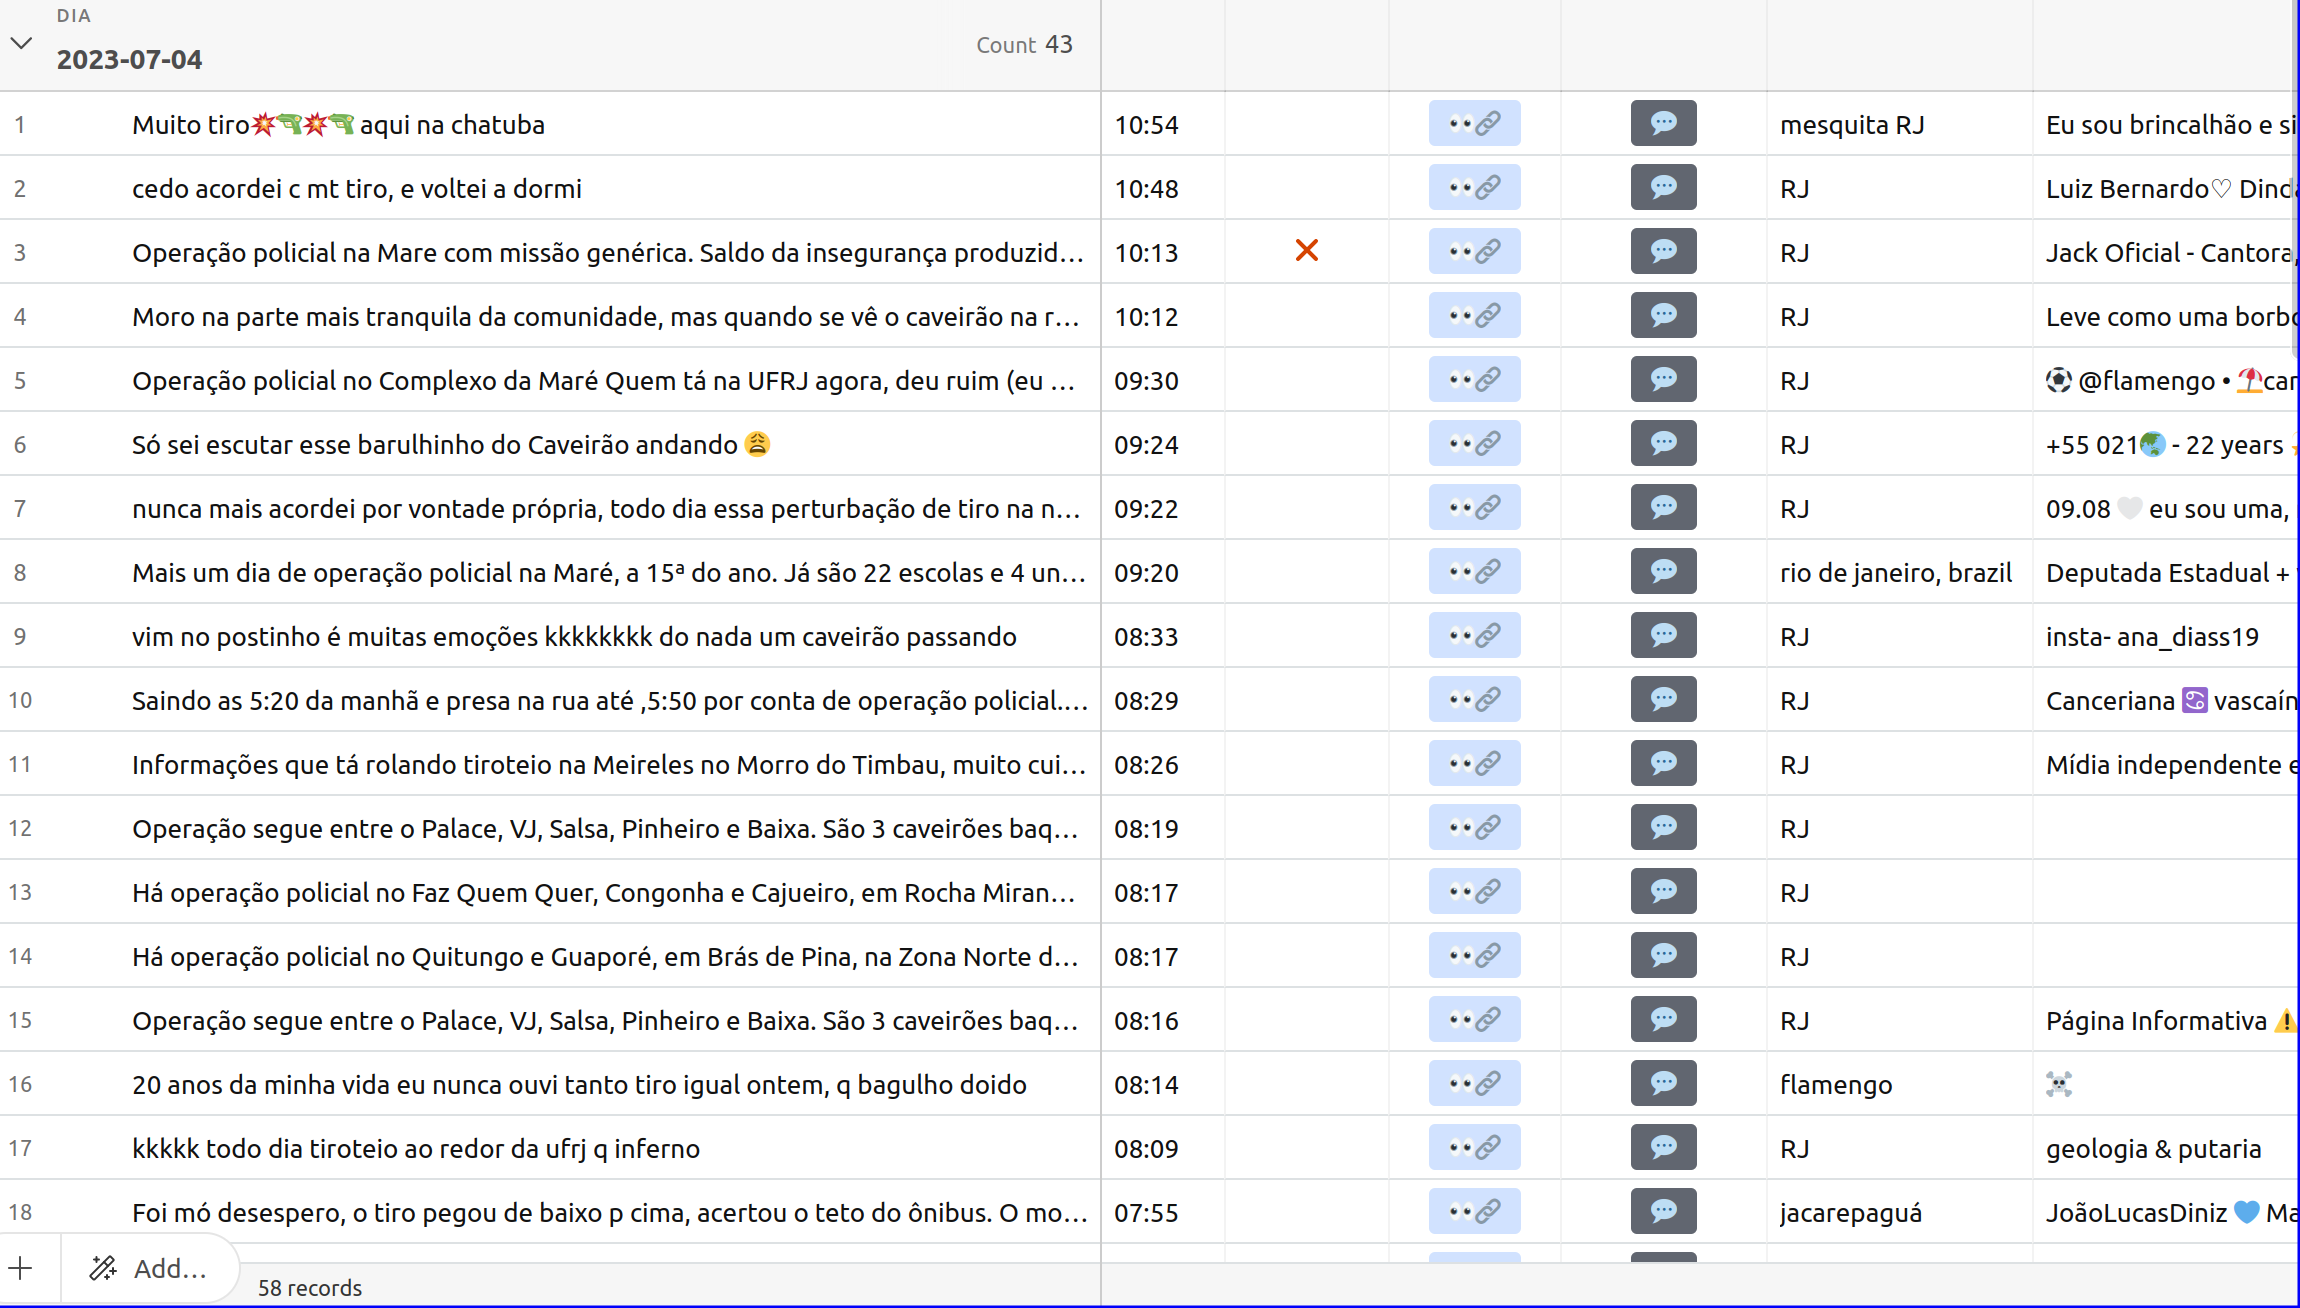 DIA
2023-07-04 Count 43
1 Muito tiro💥🔫💥🔫 aqui na chatuba 10:54 mesquita RJ Eu sou brincalhão e si
2 cedo acordei c mt tiro, e voltei a dormi 10:48 RJ Luiz Bernardo♡ Dinda
3 Operação policial na Mare com missão genérica. Saldo da insegurança produzid... 10:13 RJ Jack Oficial - Cantora,
4 Moro na parte mais tranquila da comunidade, mas quando se vê o caveirão na r... 10:12 RJ Leve como uma borbo
5 Operação policial no Complexo da Maré Quem tá na UFRJ agora, deu ruim (eu ... 09:30 RJ ⚽ @flamengo • ⛱car
6 Só sei escutar esse barulhinho do Caveirão andando 😩 09:24 RJ +55 021🌏 - 22 years
7 nunca mais acordei por vontade própria, todo dia essa perturbação de tiro na n... 09:22 RJ 09.08 🤍 eu sou uma,
8 Mais um dia de operação policial na Maré, a 15ª do ano. Já são 22 escolas e 4 un... 09:20 rio de janeiro, brazil Deputada Estadual +
9 vim no postinho é muitas emoções kkkkkkkk do nada um caveirão passando 08:33 RJ insta- ana_diass19
10 Saindo as 5:20 da manhã e presa na rua até ,5:50 por conta de operação policial.... 08:29 RJ Canceriana ♋ vascaín
11 Informações que tá rolando tiroteio na Meireles no Morro do Timbau, muito cui... 08:26 RJ Mídia independente e
12 Operação segue entre o Palace, VJ, Salsa, Pinheiro e Baixa. São 3 caveirões baq... 08:19 RJ
13 Há operação policial no Faz Quem Quer, Congonha e Cajueiro, em Rocha Miran... 08:17 RJ
14 Há operação policial no Quitungo e Guaporé, em Brás de Pina, na Zona Norte d... 08:17 RJ
15 Operação segue entre o Palace, VJ, Salsa, Pinheiro e Baixa. São 3 caveirões baq... 08:16 RJ Página Informativa ⚠
16 20 anos da minha vida eu nunca ouvi tanto tiro igual ontem, q bagulho doido 08:14 flamengo ☠
17 kkkkk todo dia tiroteio ao redor da ufrj q inferno 08:09 RJ geologia & putaria
18 Foi mó desespero, o tiro pegou de baixo p cima, acertou o teto do ônibus. O mo... 07:55 jacarepaguá JoãoLucasDiniz 💙 Ma
+ Add...
58 records